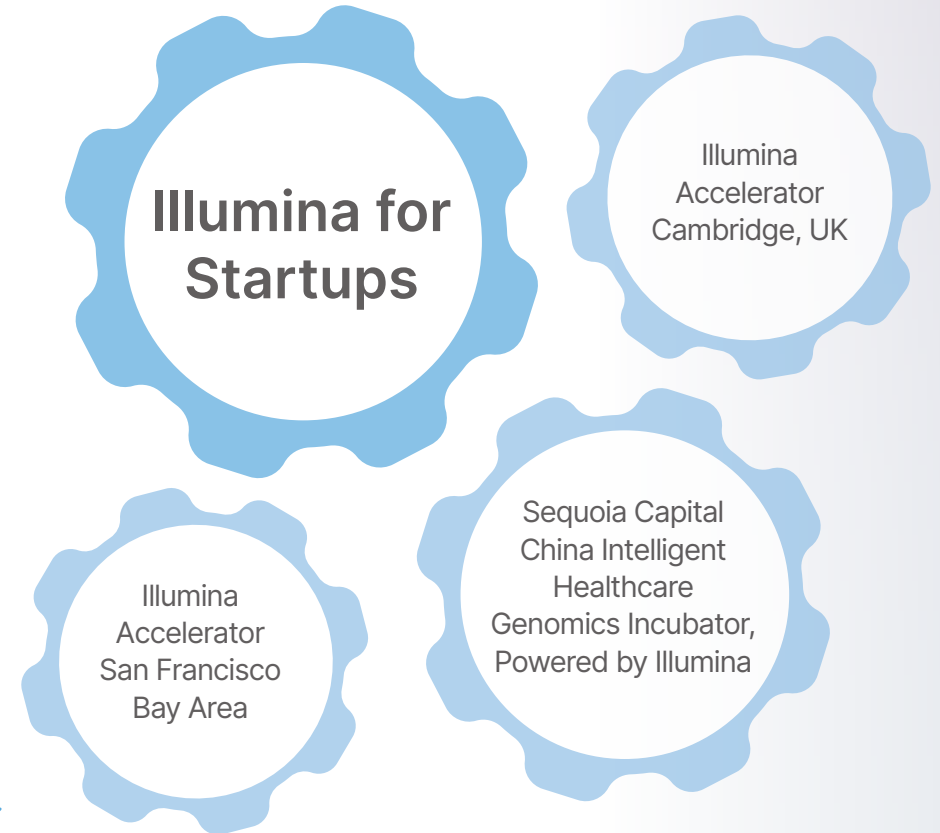 Illumina for
Startups
Illumina
Accelerator
Cambridge, UK
Sequoia Capital
China Intelligent
Healthcare
Genomics Incubator,
Powered by Illumina
Illumina
Accelerator
San Francisco
Bay Area